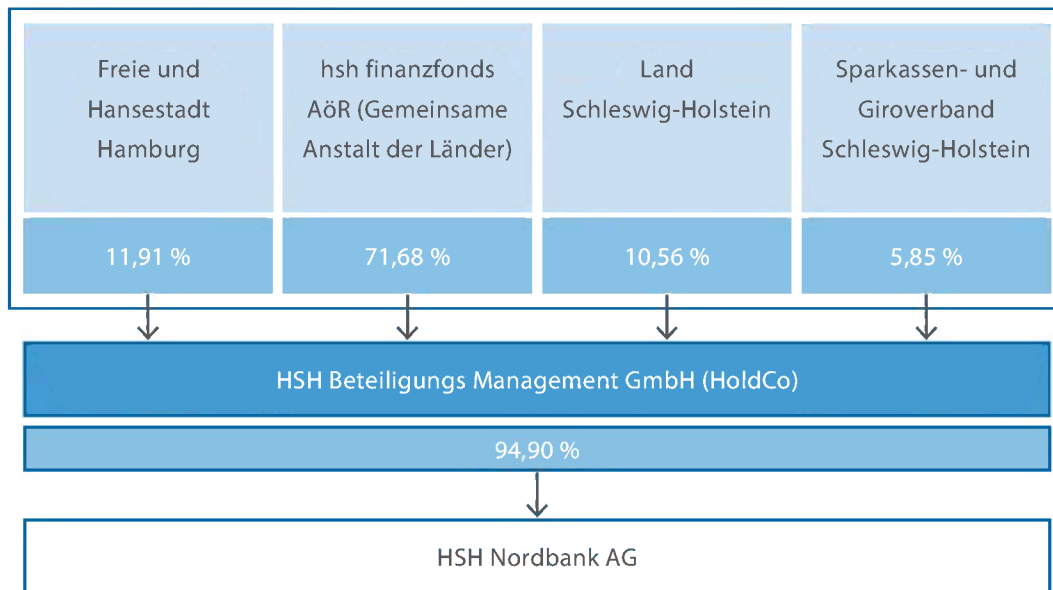 Freie und
Hansestadt
Hamburg
hsh finanzfonds
AöR (Gemeinsame
Anstalt der Länder)
Land
Schleswig-Holstein
Sparkassen- und
Giroverband
Schleswig-Holstein
11,91 %
71,68 %
10,56 %
5,85 %
HSH Beteiligungs Management GmbH (HoldCo)
94,90 %
HSH Nordbank AG